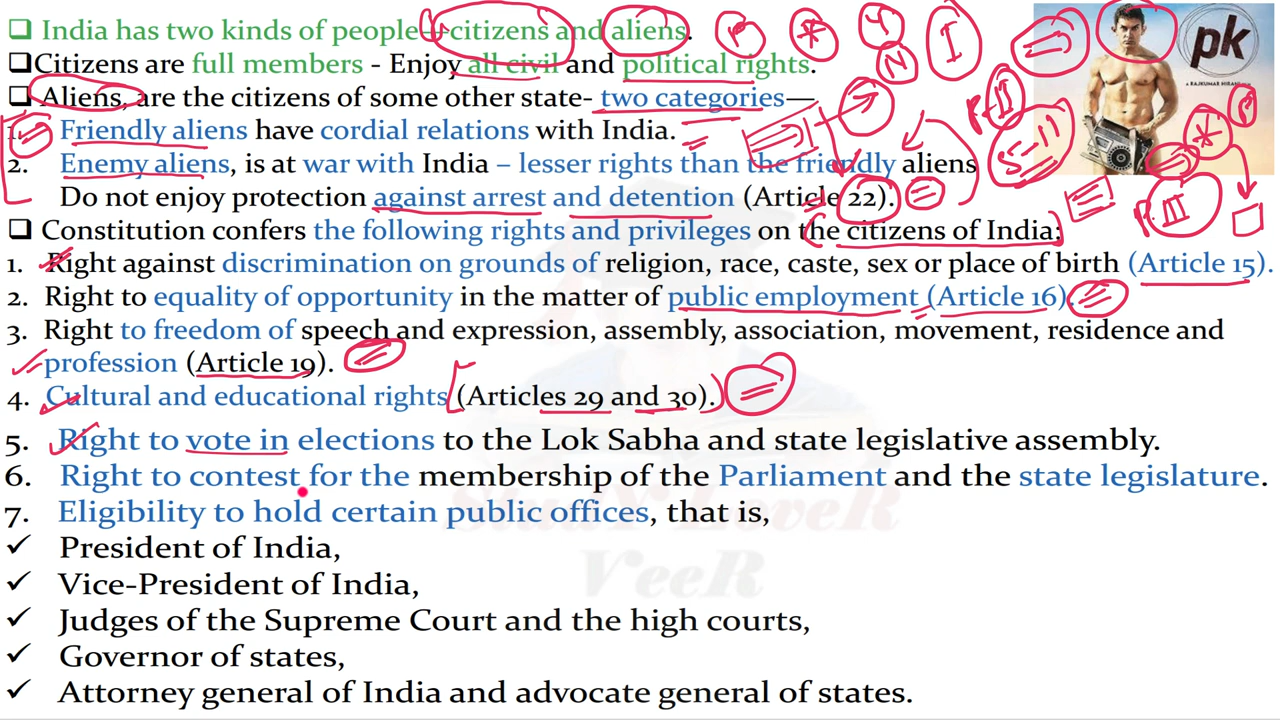 ❑ India has two kinds of people—citizens and aliens.
❑Citizens are full members - Enjoy all civil and political rights.
❑ Aliens, are the citizens of some other state- two categories—
1. Friendly aliens have cordial relations with India.
2. Enemy aliens, is at war with India – lesser rights than the friendly aliens
Do not enjoy protection against arrest and detention (Article 22).
❑ Constitution confers the following rights and privileges on the citizens of India:
1. Right against discrimination on grounds of religion, race, caste, sex or place of birth (Article 15).
2. Right to equality of opportunity in the matter of public employment (Article 16).
3. Right to freedom of speech and expression, assembly, association, movement, residence and
profession (Article 19).
4. Cultural and educational rights (Articles 29 and 30).
5. Right to vote in elections to the Lok Sabha and state legislative assembly.
6. Right to contest for the membership of the Parliament and the state legislature.
7. Eligibility to hold certain public offices, that is,
✓ President of India,
✓ Vice-President of India,
✓ Judges of the Supreme Court and the high courts,
✓ Governor of states,
✓ Attorney general of India and advocate general of states.
pk
A RAJKUMAR HIRANI
P
Y
N
I
P-II
5-11
P
P. III
StudY LoveR
VeeR